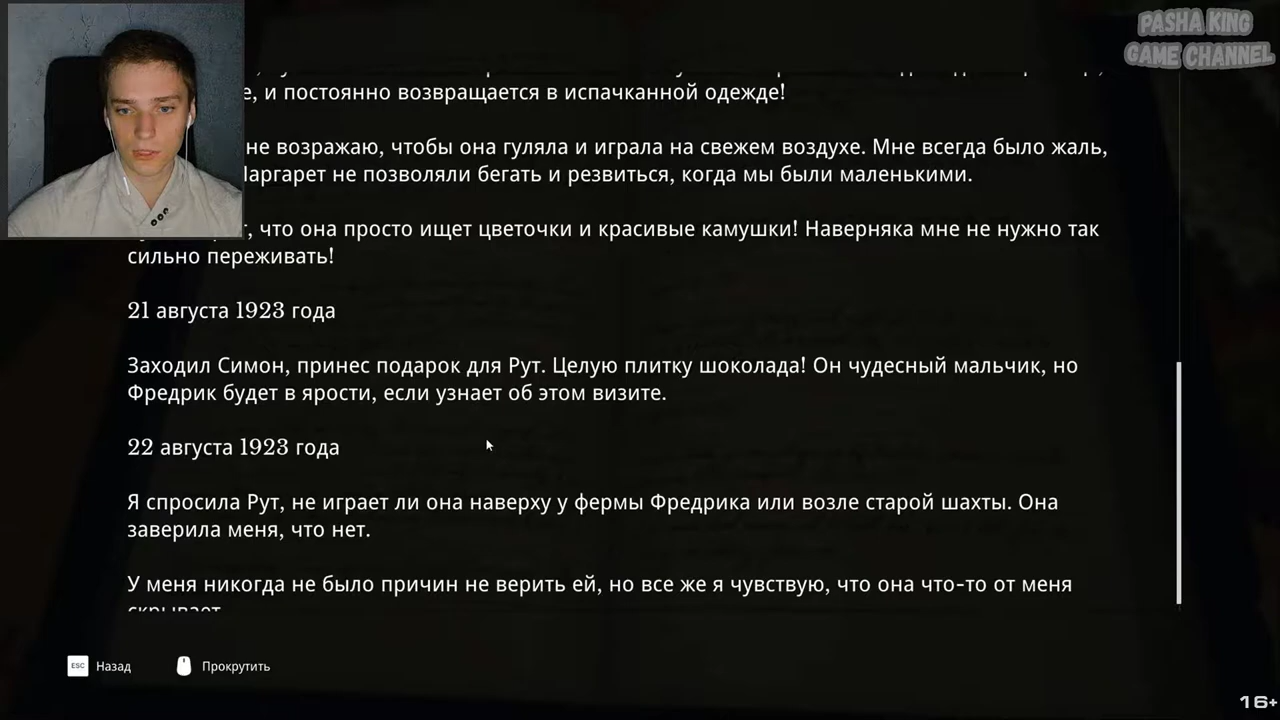 PASHA KING
GAME CHANNEL
е, и постоянно возвращается в испачканной одежде!
не возражаю, чтобы она гуляла и играла на свежем воздухе. Мне всегда было жаль,
Маргарет не позволяли бегать и резвиться, когда мы были маленькими.
что она просто ищет цветочки и красивые камушки! Наверняка мне не нужно так
сильно переживать!
21 августа 1923 года
Заходил Симон, принес подарок для Рут. Целую плитку шоколада! Он чудесный мальчик, но
Фредрик будет в ярости, если узнает об этом визите.
22 августа 1923 года
Я спросила Рут, не играет ли она наверху у фермы Фредрика или возле старой шахты. Она
заверила меня, что нет.
У меня никогда не было причин не верить ей, но все же я чувствую, что она что-то от меня
скрывает
ESC Назад
Прокрутить
16+